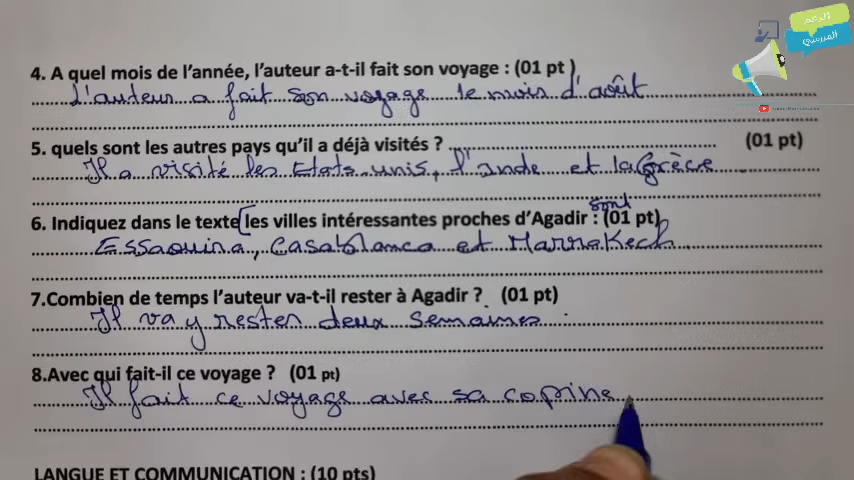 الدعم
المدرسي
4. A quel mois de l'année, l'auteur a-t-il fait son voyage : (01 pt )
L'auteur a fait son voyage le mois d'août
5. quels sont les autres pays qu'il a déjà visités ? (01 pt)
Il a visité les Etats-unis, l'inde et la Grèce
sont
6. Indiquez dans le texte [les villes intéressantes proches d'Agadir : (01 pt)
Essaouira, Casablanca et Marrakech.
7.Combien de temps l'auteur va-t-il rester à Agadir ? (01 pt)
Il va y rester deux semaines.
8.Avec qui fait-il ce voyage ? (01 pt)
Il fait ce voyage avec sa copine
LANGUE ET COMMUNICATION : (10 pts)